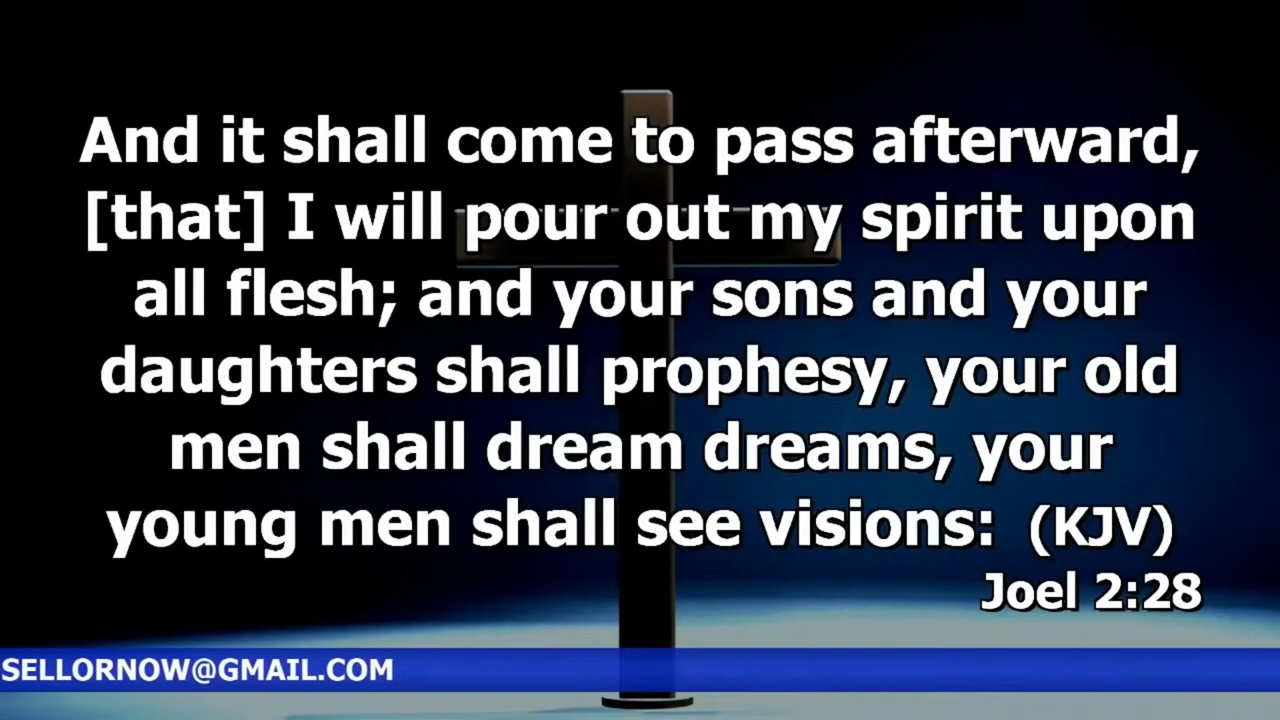 And it shall come to pass afterward,
[that] I will pour out my spirit upon
all flesh; and your sons and your
daughters shall prophesy, your old
men shall dream dreams, your
young men shall see visions: (KJV)
Joel 2:28
SELLORNOW@GMAIL.COM